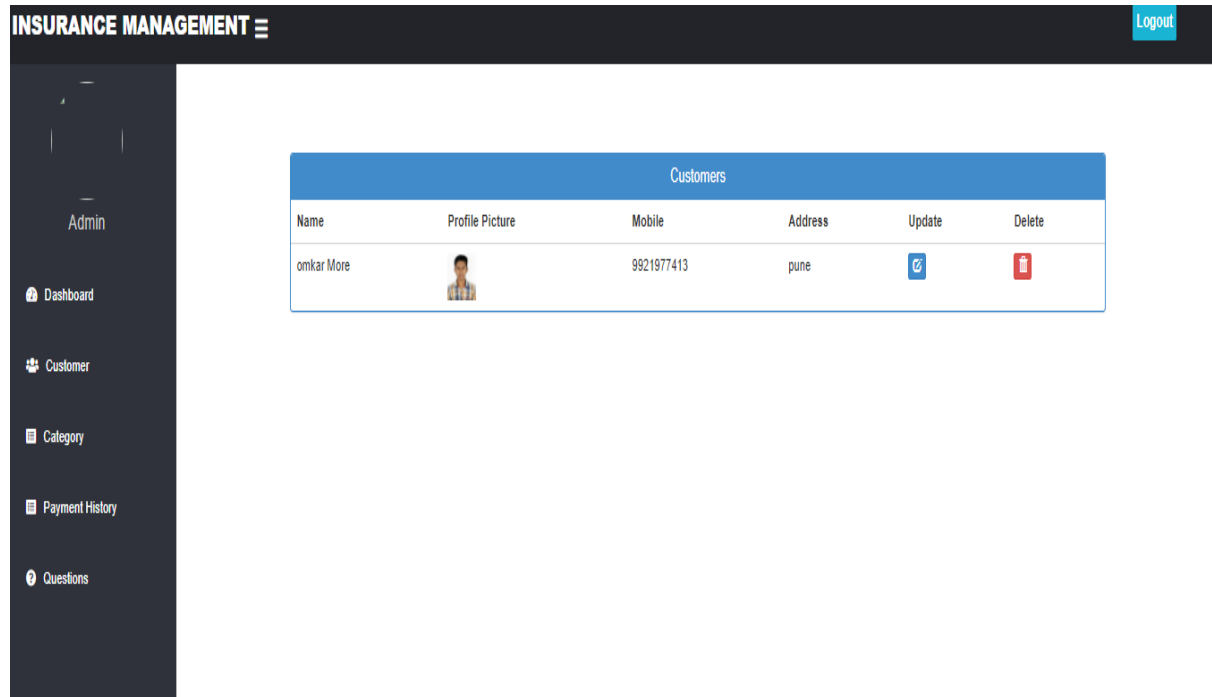 INSURANCE MANAGEMENT
Logout
Admin
Dashboard
Customer
Category
Payment History
Questions
Customers
Name Profile Picture Mobile Address Update Delete
omkar More 9921977413 pune